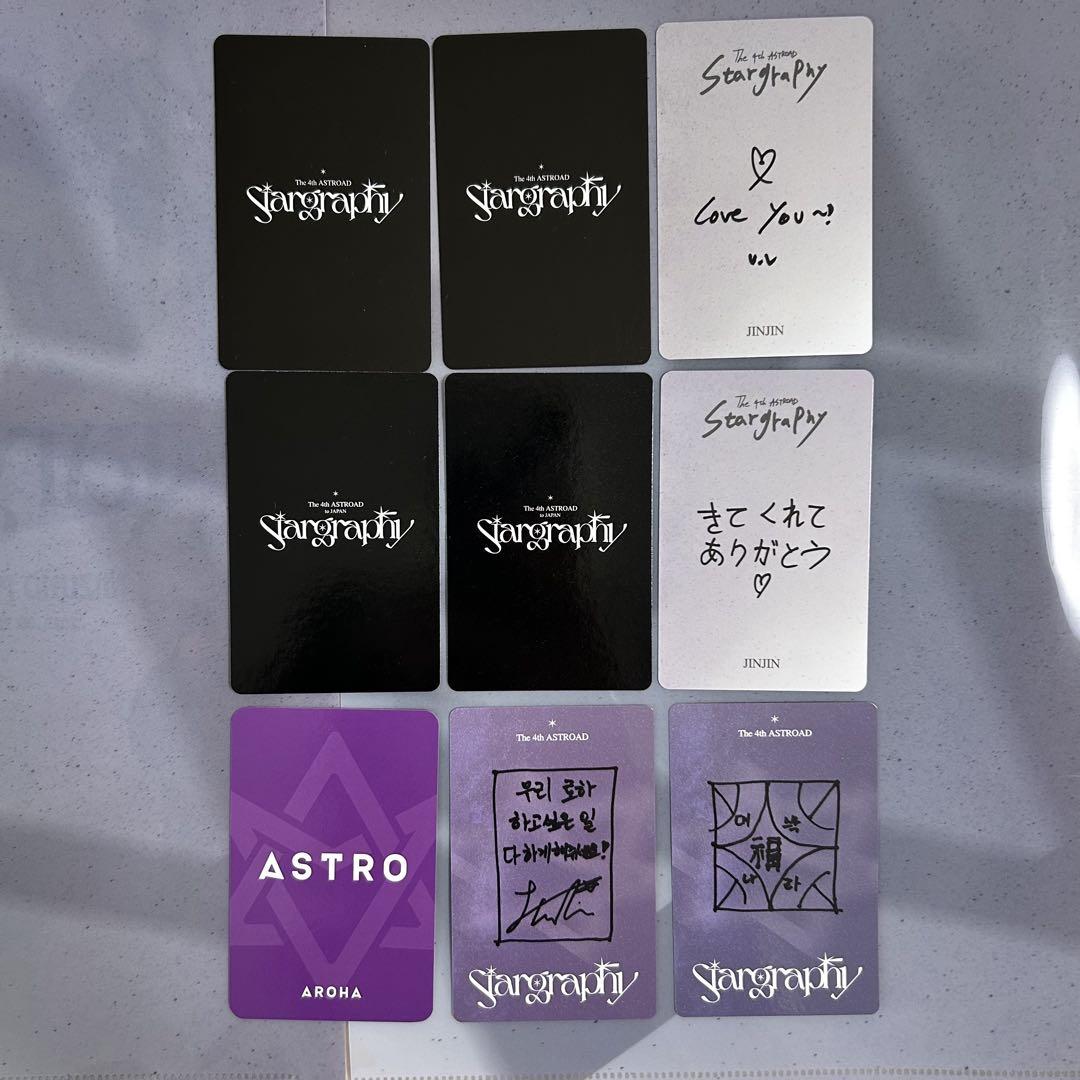 The 4th ASTROAD
Stargraphy
The 4th ASTROAD
Stargraphy
The 4th ASTROAD
Stargraphy
Love You~!
JINJIN
The 4th ASTROAD
to JAPAN
Stargraphy
The 4th ASTROAD
to JAPAN
Stargraphy
The 4th ASTROAD
Stargraphy
きてくれて
ありがとう
JINJIN
ASTRO
AROHA
The 4th ASTROAD
우리 로하
하고싶은 일
다 하게해주세요!
Stargraphy
The 4th ASTROAD
福
나 라
Stargraphy